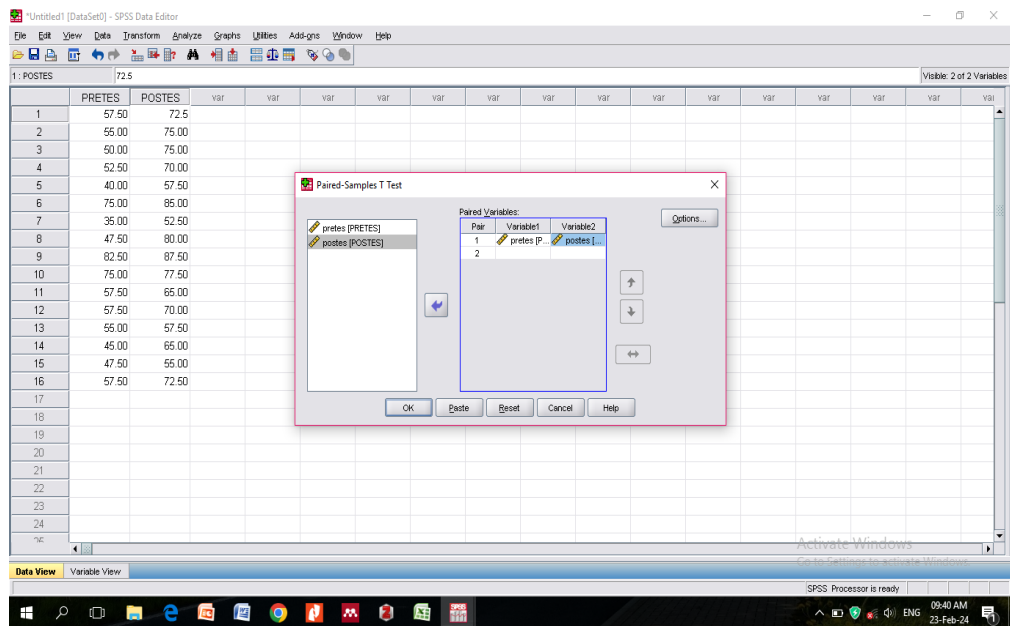 *Untitled1 [DataSet0] - SPSS Data Editor
File Edit View Data Transform Analyze Graphs Utilities Add-ons Window Help
1 : POSTES 72.5 Visible: 2 of 2 Variables
PRETES POSTES var var var var var var var var var var var var var var var
1 57.50 72.5
2 55.00 75.00
3 50.00 75.00
4 52.50 70.00
5 40.00 57.50
6 75.00 85.00
7 35.00 52.50
8 47.50 80.00
9 82.50 87.50
10 75.00 77.50
11 57.50 65.00
12 57.50 70.00
13 55.00 57.50
14 45.00 65.00
15 47.50 55.00
16 57.50 72.50
17
18
19
20
21
22
23
24
Paired-Samples T Test
pretes [PRETES]
postes [POSTES]
Paired Variables:
Pair Variable1 Variable2
1 pretes [P... postes [...
2
Options...
OK Paste Reset Cancel Help
Activate Windows
Go to Settings to activate Windows.
Data View Variable View
SPSS Processor is ready
ENG
09:40 AM
23-Feb-24